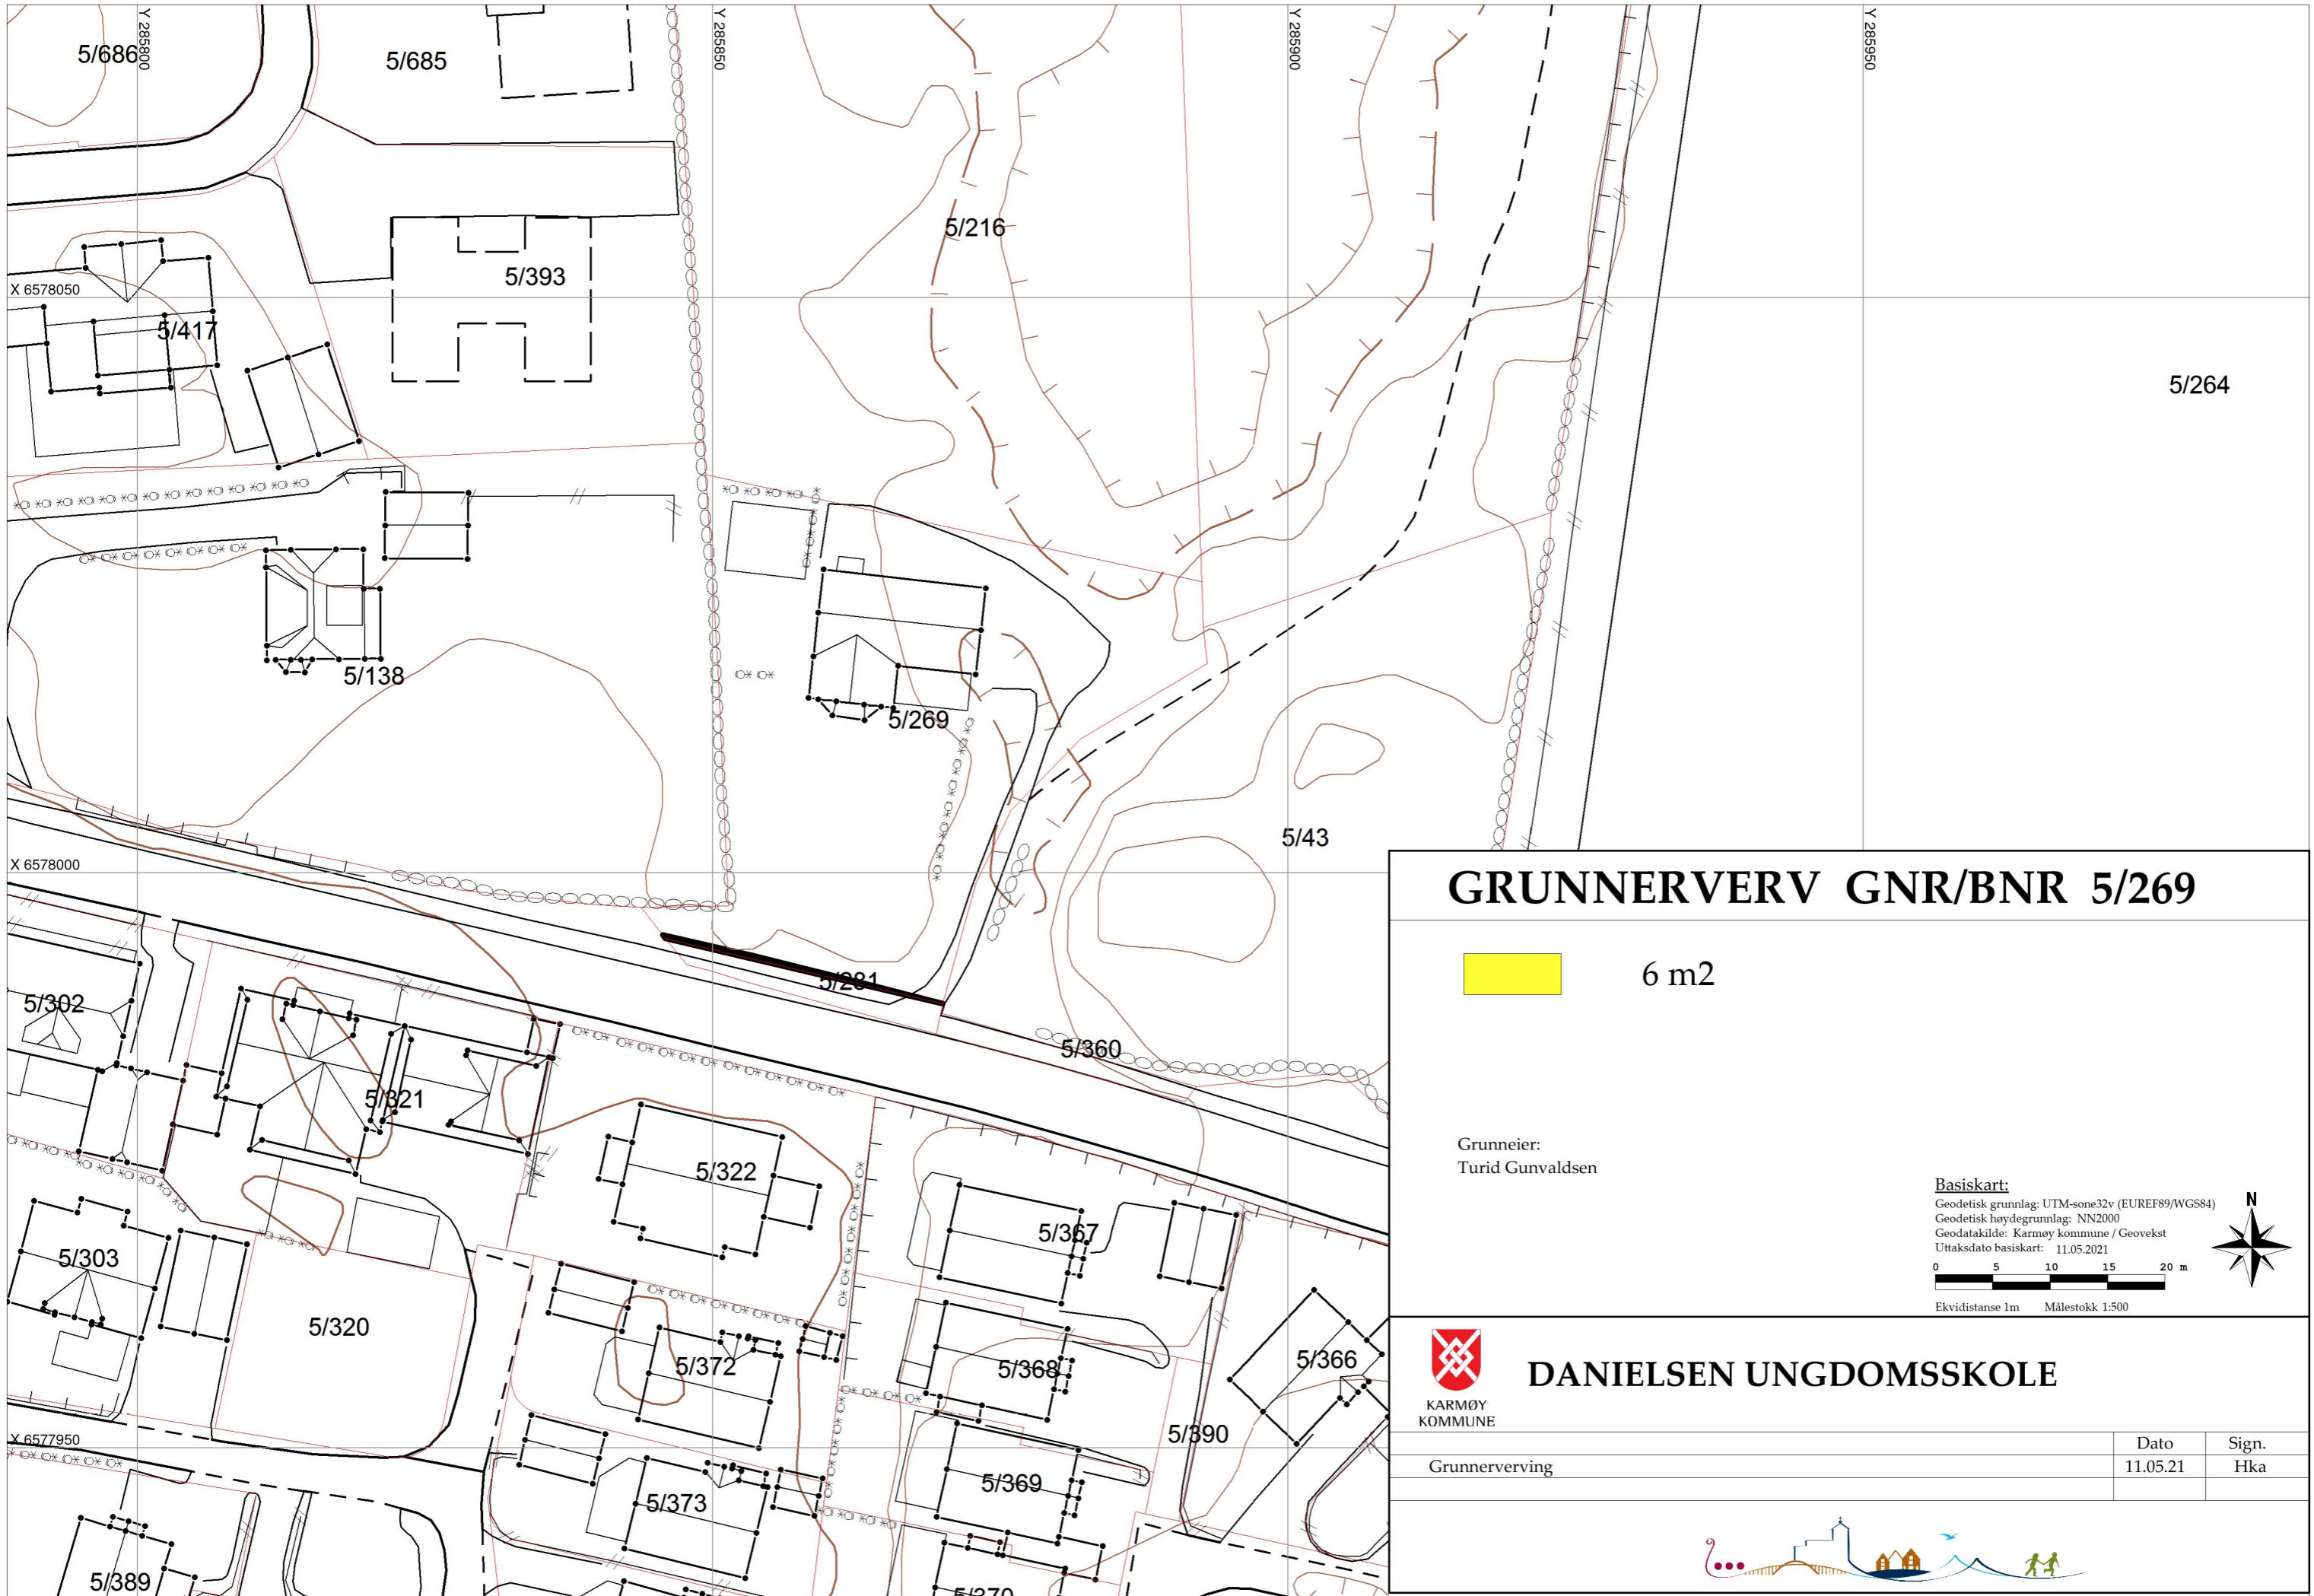 Y 285800
Y 285850
Y 285900
Y 285950
5/686
5/685
5/216
5/393
X 6578050
5/417
5/264
5/138
5/269
5/43
X 6578000
5/281
5/302
5/360
5/321
5/322
5/367
5/303
5/320
5/372
5/368
5/366
5/390
X 6577950
5/369
5/373
5/389
5/370
GRUNNERVERV GNR/BNR 5/269
6 m2
Grunneier:
Turid Gunvaldsen
Basiskart:
Geodetisk grunnlag: UTM-sone32v (EUREF89/WGS84)
Geodetisk høydegrunnlag: NN2000
Geodatakilde: Karmøy kommune / Geovekst
Uttaksdato basiskart: 11.05.2021
N
0 5 10 15 20 m
Ekvidistanse 1m Målestokk 1:500
KARMØY
KOMMUNE
DANIELSEN UNGDOMSSKOLE
Dato Sign.
Grunnerverving 11.05.21 Hka